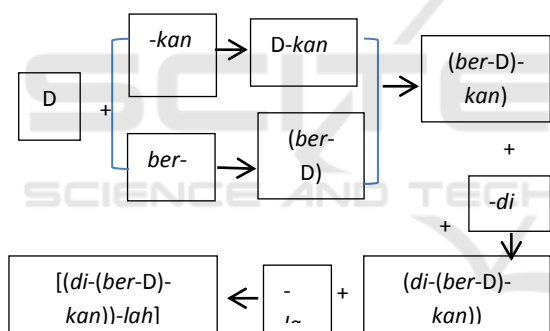 -kan
D-kan
(ber-D)-
kan)
D
+
ber-
(ber-
D)
+
-di
+
[(di-(ber-D)-
kan))-lah]
-
+
(di-(ber-D)-
kan))
SCIENCE AND TECH